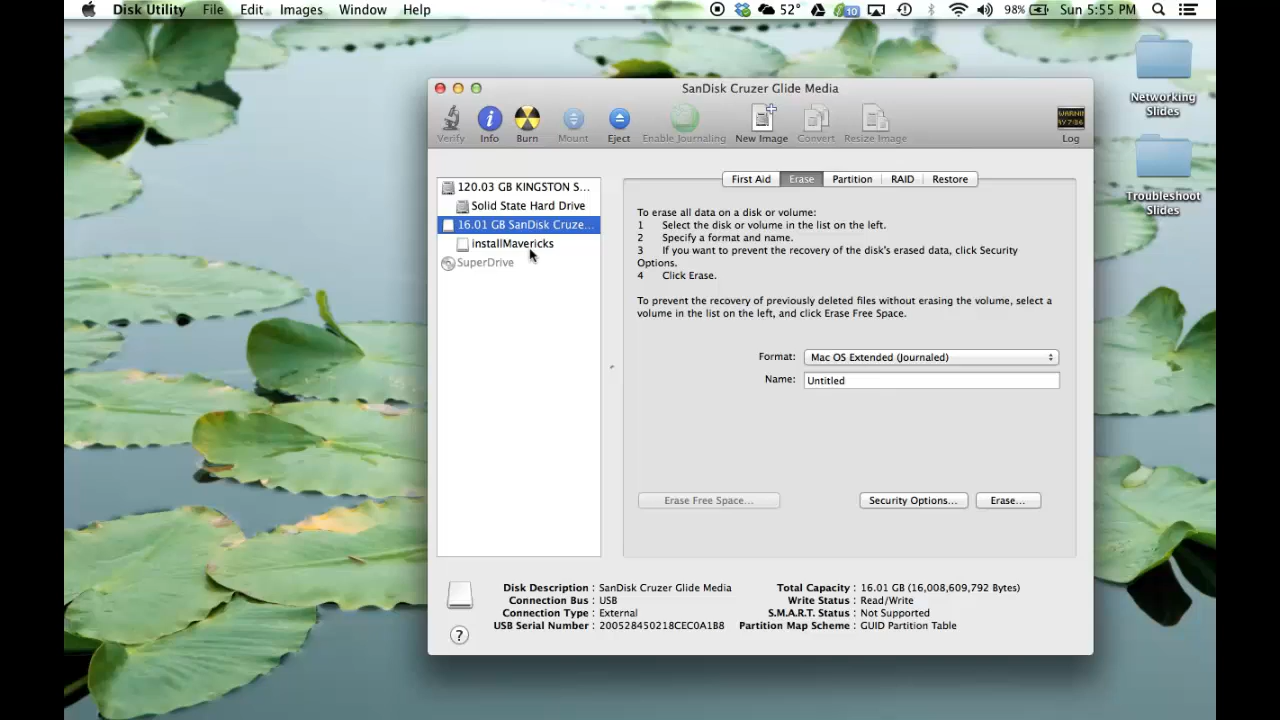 Disk Utility File Edit Images Window Help 52° 10 98% Sun 5:55 PM
SanDisk Cruzer Glide Media
Verify Info Burn Mount Eject Enable Journaling New Image Convert Resize Image Log
Networking
Slides
Troubleshoot
Slides
First Aid Erase Partition RAID Restore
120.03 GB KINGSTON S...
Solid State Hard Drive
16.01 GB SanDisk Cruze...
installMavericks
SuperDrive
To erase all data on a disk or volume:
1 Select the disk or volume in the list on the left.
2 Specify a format and name.
3 If you want to prevent the recovery of the disk's erased data, click Security
Options.
4 Click Erase.
To prevent the recovery of previously deleted files without erasing the volume, select a
volume in the list on the left, and click Erase Free Space.
Format: Mac OS Extended (Journaled)
Name: Untitled
Erase Free Space... Security Options... Erase...
Disk Description : SanDisk Cruzer Glide Media Total Capacity : 16.01 GB (16,008,609,792 Bytes)
Connection Bus : USB Write Status : Read/Write
Connection Type : External S.M.A.R.T. Status : Not Supported
USB Serial Number : 200528450218CEC0A1B8 Partition Map Scheme : GUID Partition Table
?